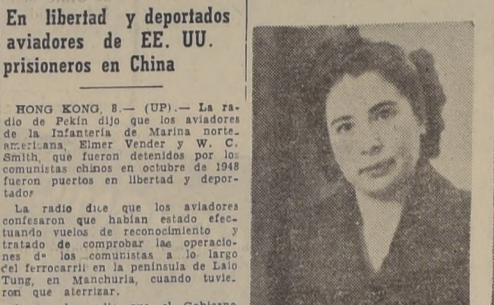 En libertad y deportados
aviadores de EE. UU.
prisioneros en China
HONG KONG, 8.— (UP).— La ra-
dio de Pekín dijo que los aviadores
de la Infantería de Marina norte-
americana, Elmer Vender y W. C.
Smith, que fueron detenidos por los
comunistas chinos en octubre de 1948
fueron puertos en libertad y depor-
tados
La radio dice que los aviadores
confesaron que habían estado efec-
tuando vuelos de reconocimiento y
tratado de comprobar las operacio-
nes de los comunistas a lo largo
del ferrocarril en la península de Laio
Tung, en Manchuria, cuando tuvie-
ron que aterrizar.